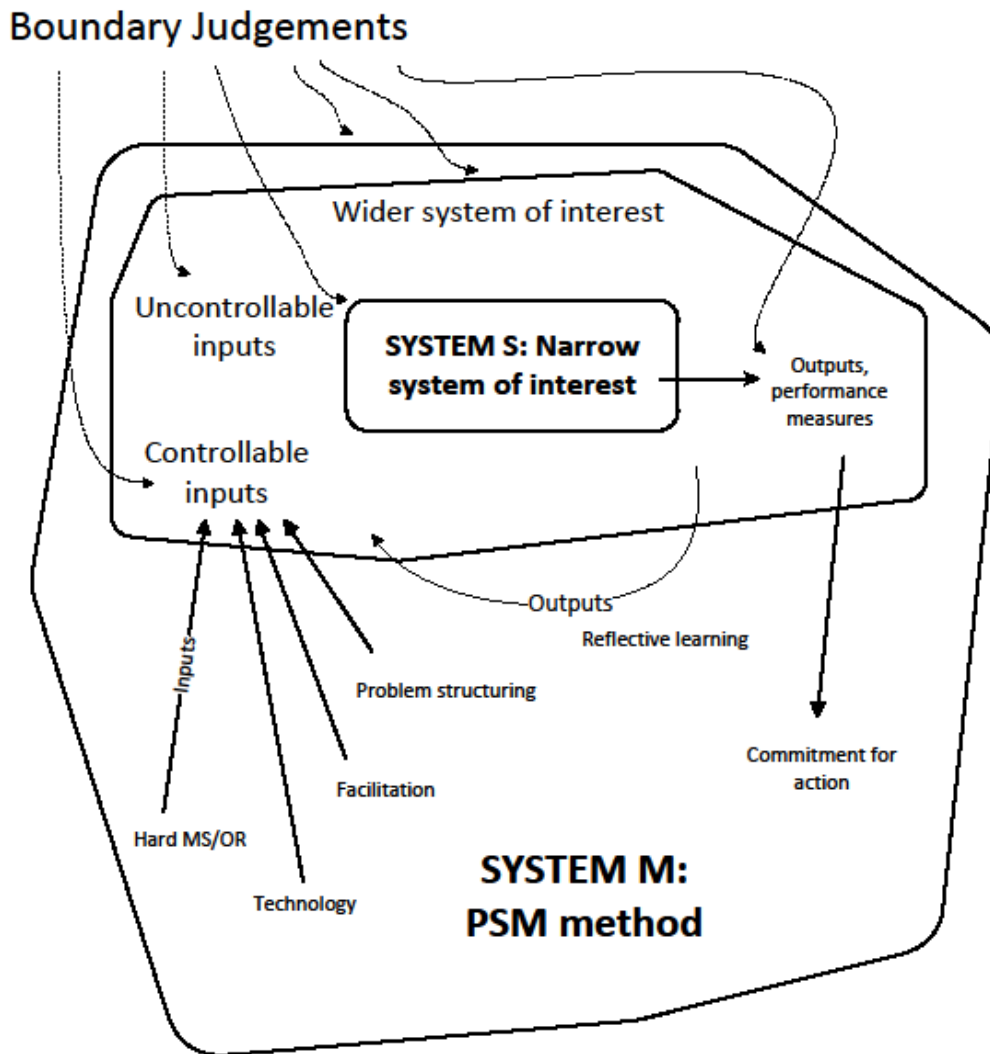 Boundary Judgements
Wider system of interest
Uncontrollable
inputs
SYSTEM S: Narrow
system of interest
Outputs,
performance
measures
Controllable
inputs
Outputs
Reflective learning
Inputs
Problem structuring
Facilitation
Commitment for
action
Hard MS/OR
Technology
SYSTEM M:
PSM method